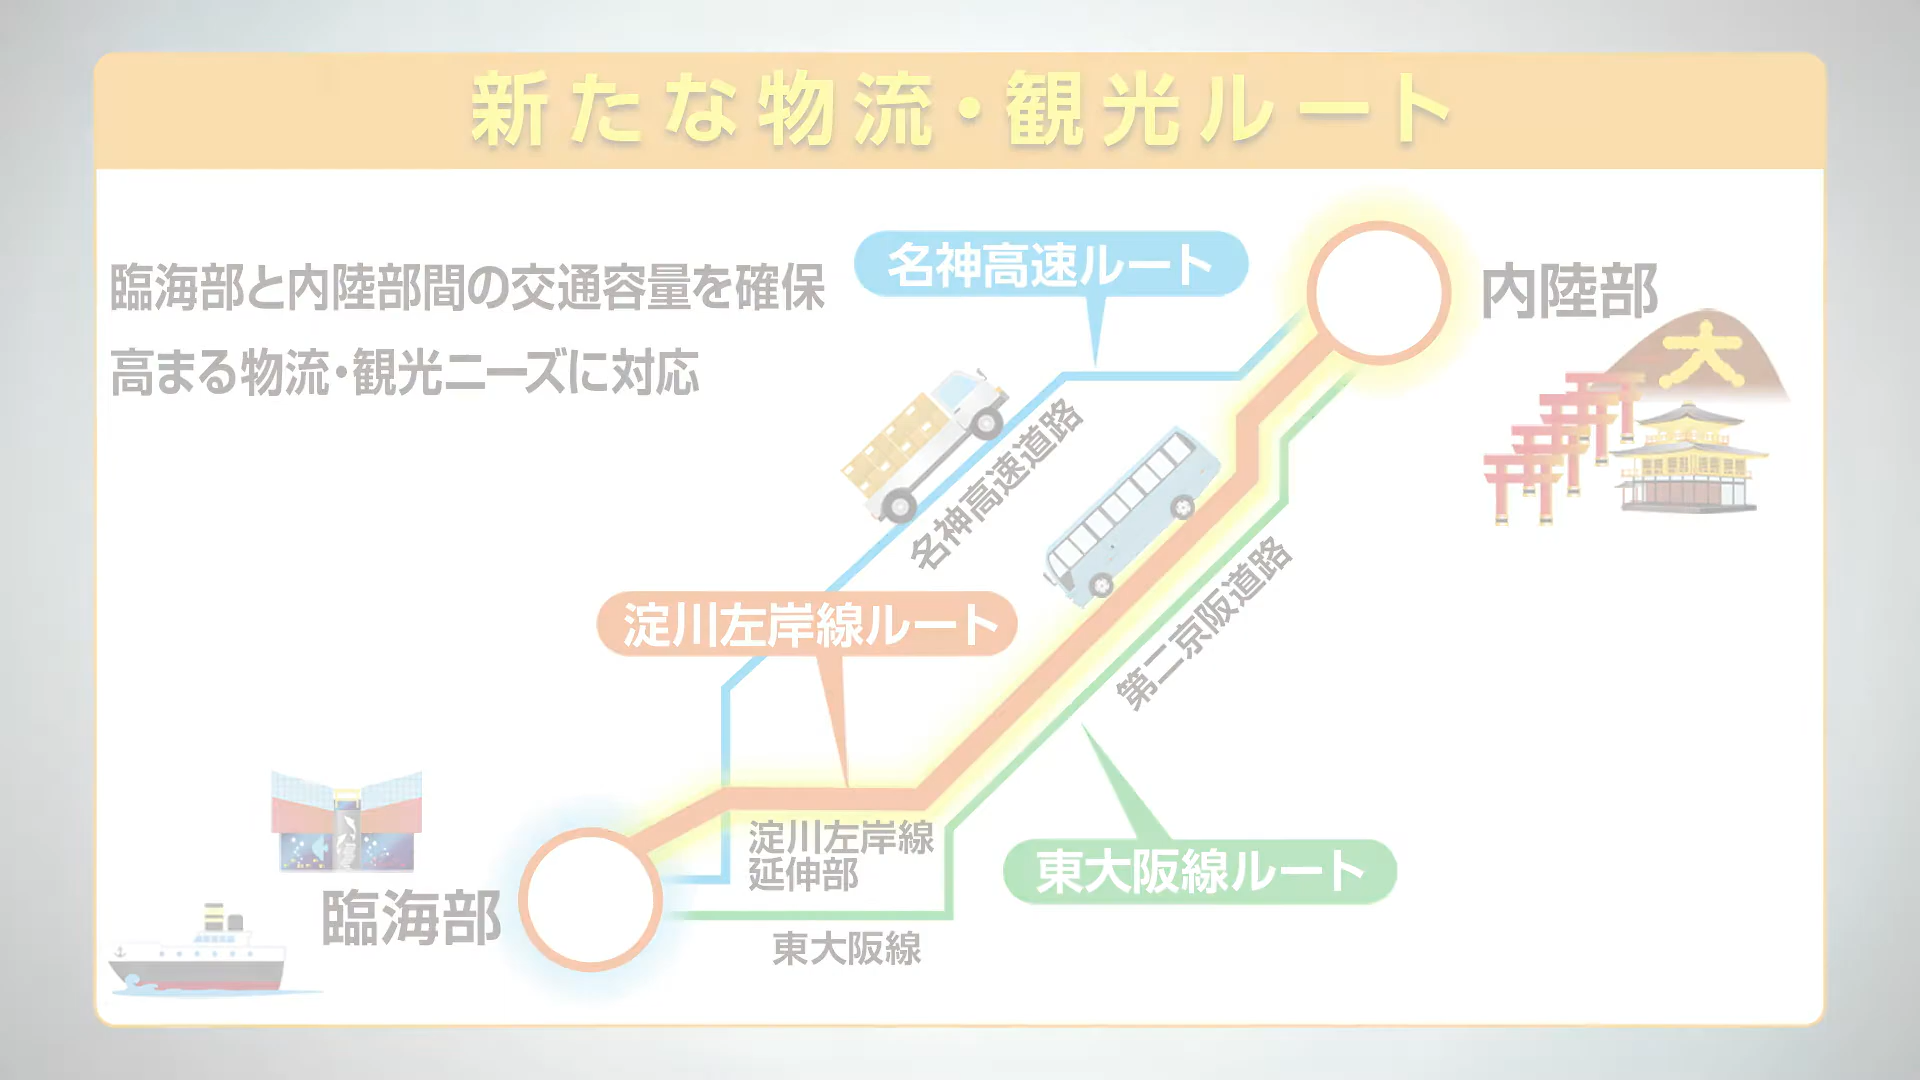 新たな物流・観光ルート
臨海部と内陸部間の交通容量を確保
高まる物流・観光ニーズに対応
名神高速ルート
内陸部
大
名神高速道路
第二京阪道路
淀川左岸線ルート
淀川左岸線
延伸部
東大阪線ルート
臨海部
東大阪線